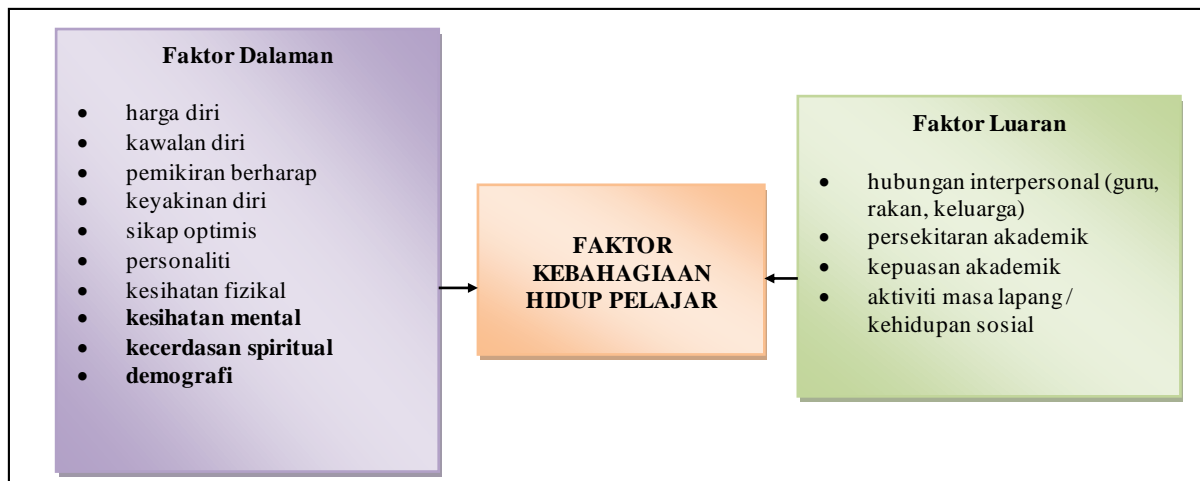 Faktor Dalaman
• harga diri
• kawalan diri
• pemikiran berharap
• keyakinan diri
• sikap optimis
• personaliti
• kesihatan fizikal
• kesihatan mental
• kecerdasan spiritual
• demografi
FAKTOR
KEBAHAGIAAN
HIDUP PELAJAR
Faktor Luaran
• hubungan interpersonal (guru,
rakan, keluarga)
• persekitaran akademik
• kepuasan akademik
• aktiviti masa lapang /
kehidupan sosial